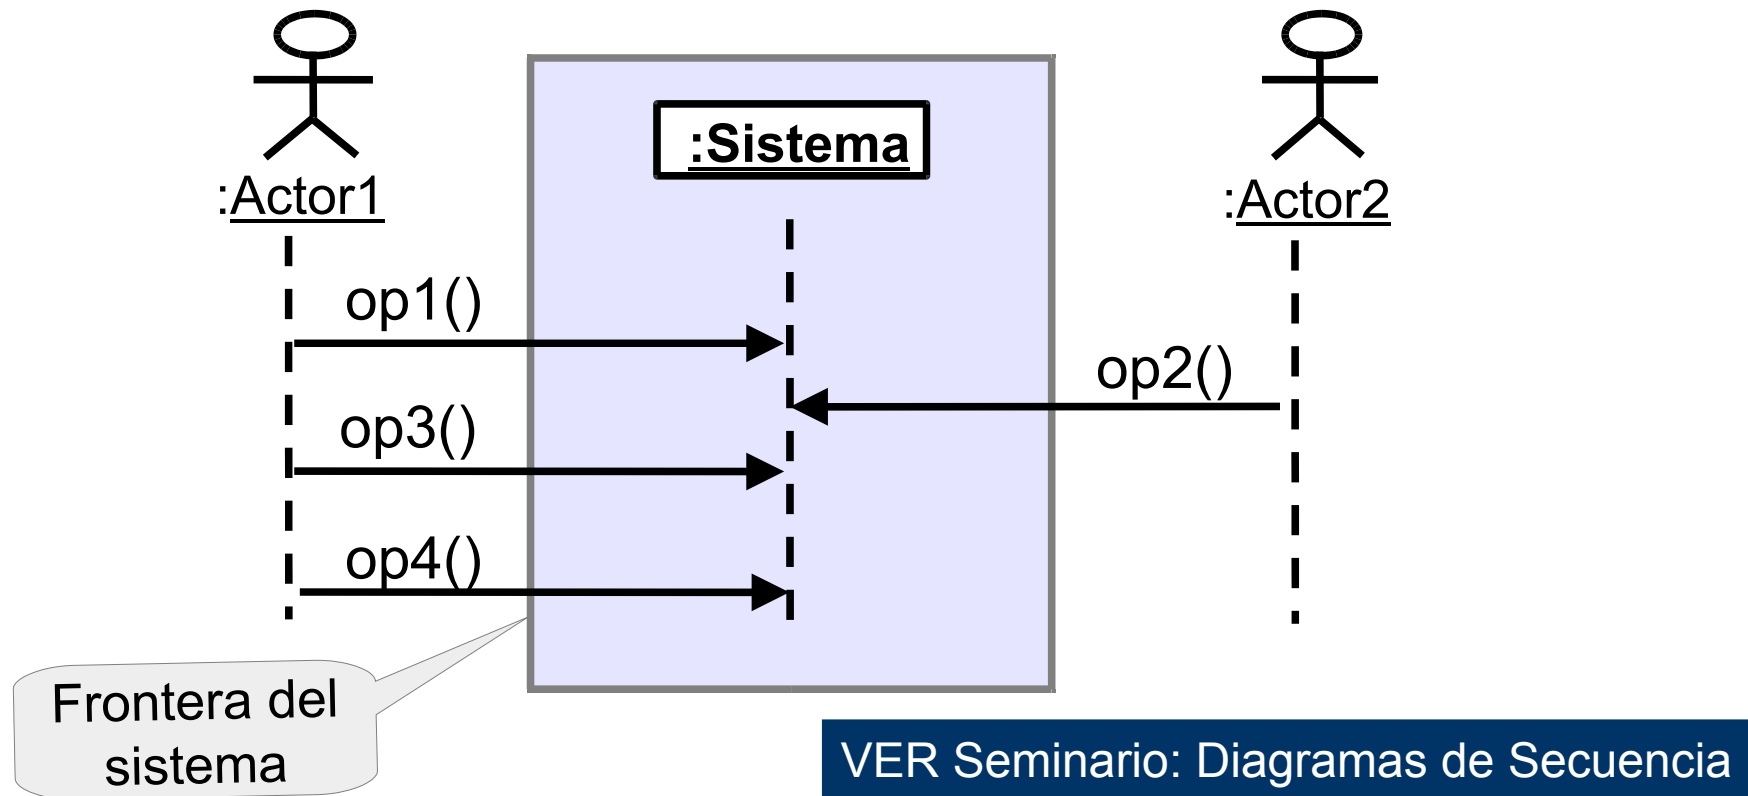 :Sistema
:Actor1
:Actor2
op1()
op2()
op3()
op4()
Frontera del
sistema
VER Seminario: Diagramas de Secuencia